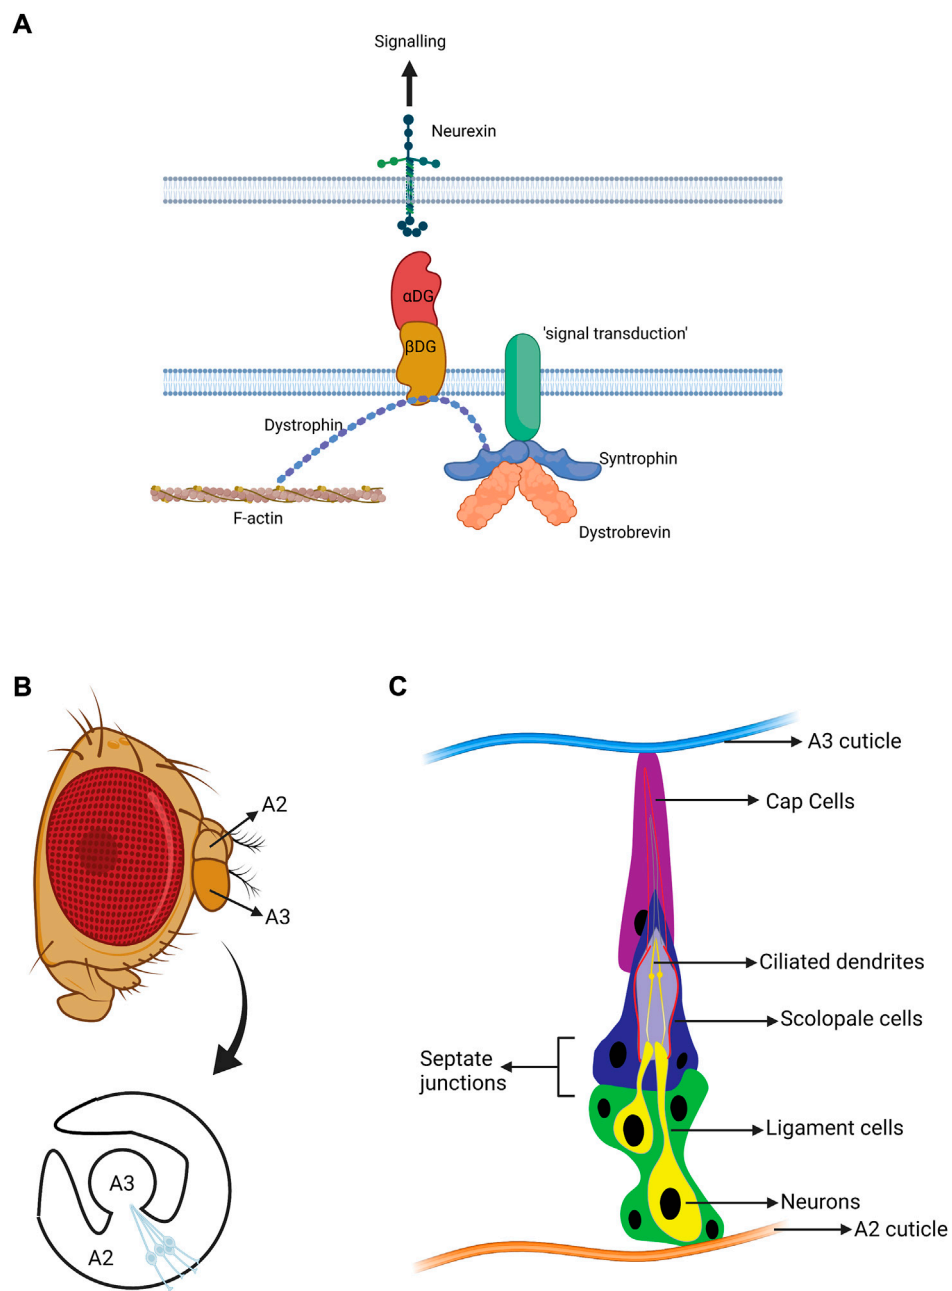 A
Signalling
Neurexin
αDG
βDG
'signal transduction'
Dystrophin
Syntrophin
F-actin
Dystrobrevin
B
A2
A3
A3
A2
C
A3 cuticle
Cap Cells
Ciliated dendrites
Scolopale cells
Septate
junctions
Ligament cells
Neurons
A2 cuticle